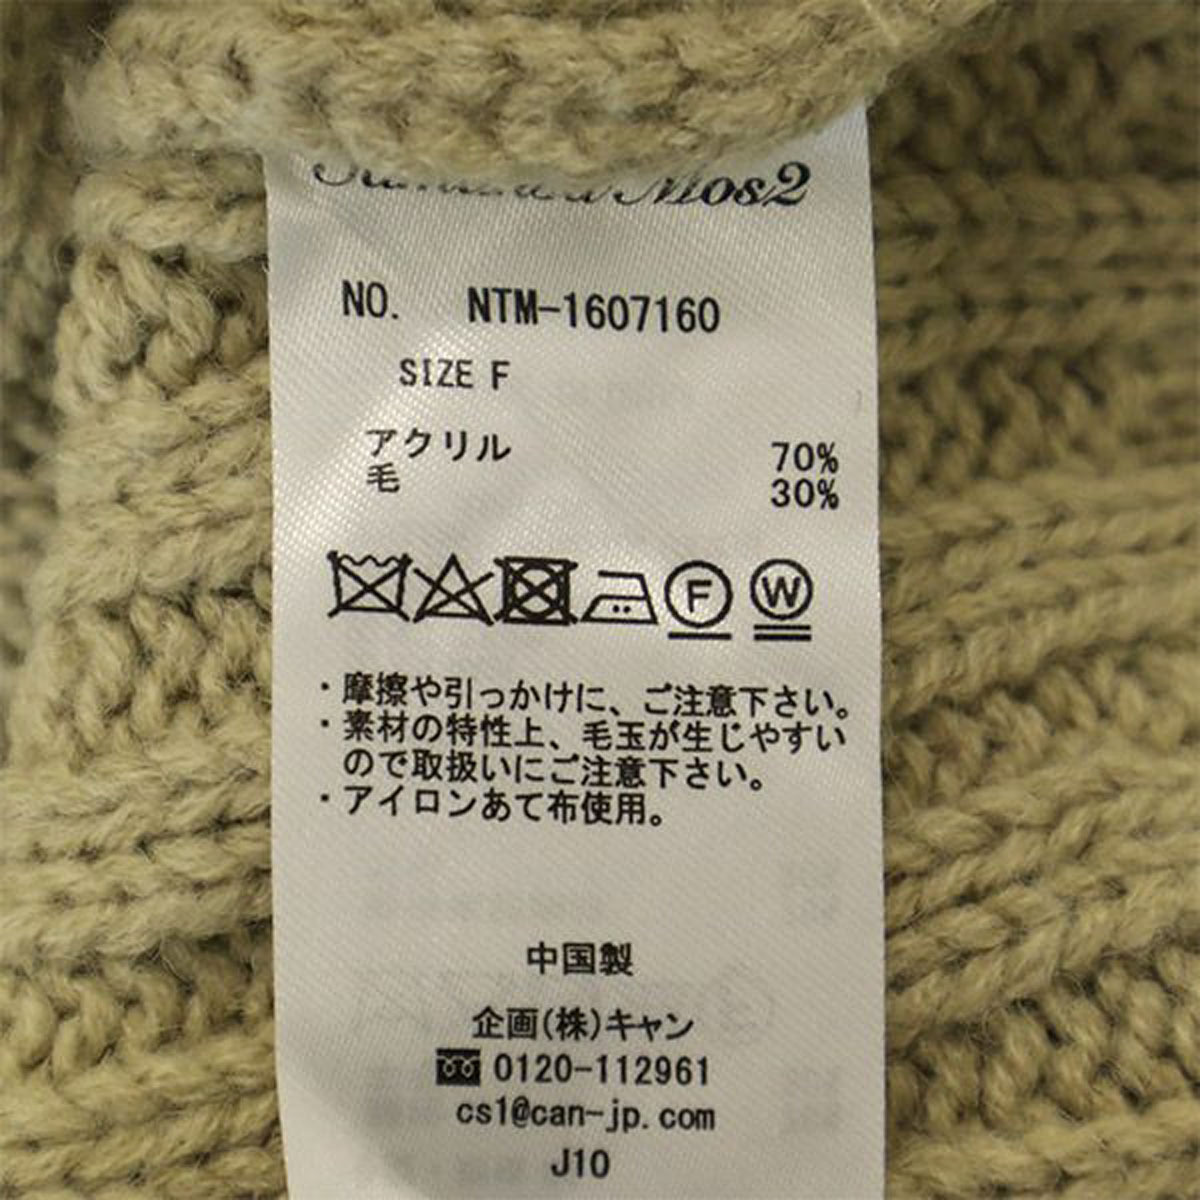 Mos2
NO. NTM-1607160
SIZE F
アクリル 70%
毛 30%
F W
・摩擦や引っかけに、ご注意下さい。
・素材の特性上、毛玉が生じやすい
ので取扱いにご注意下さい。
・アイロンあて布使用。
中国製
企画(株)キャン
0120-112961
cs1@can-jp.com
J10